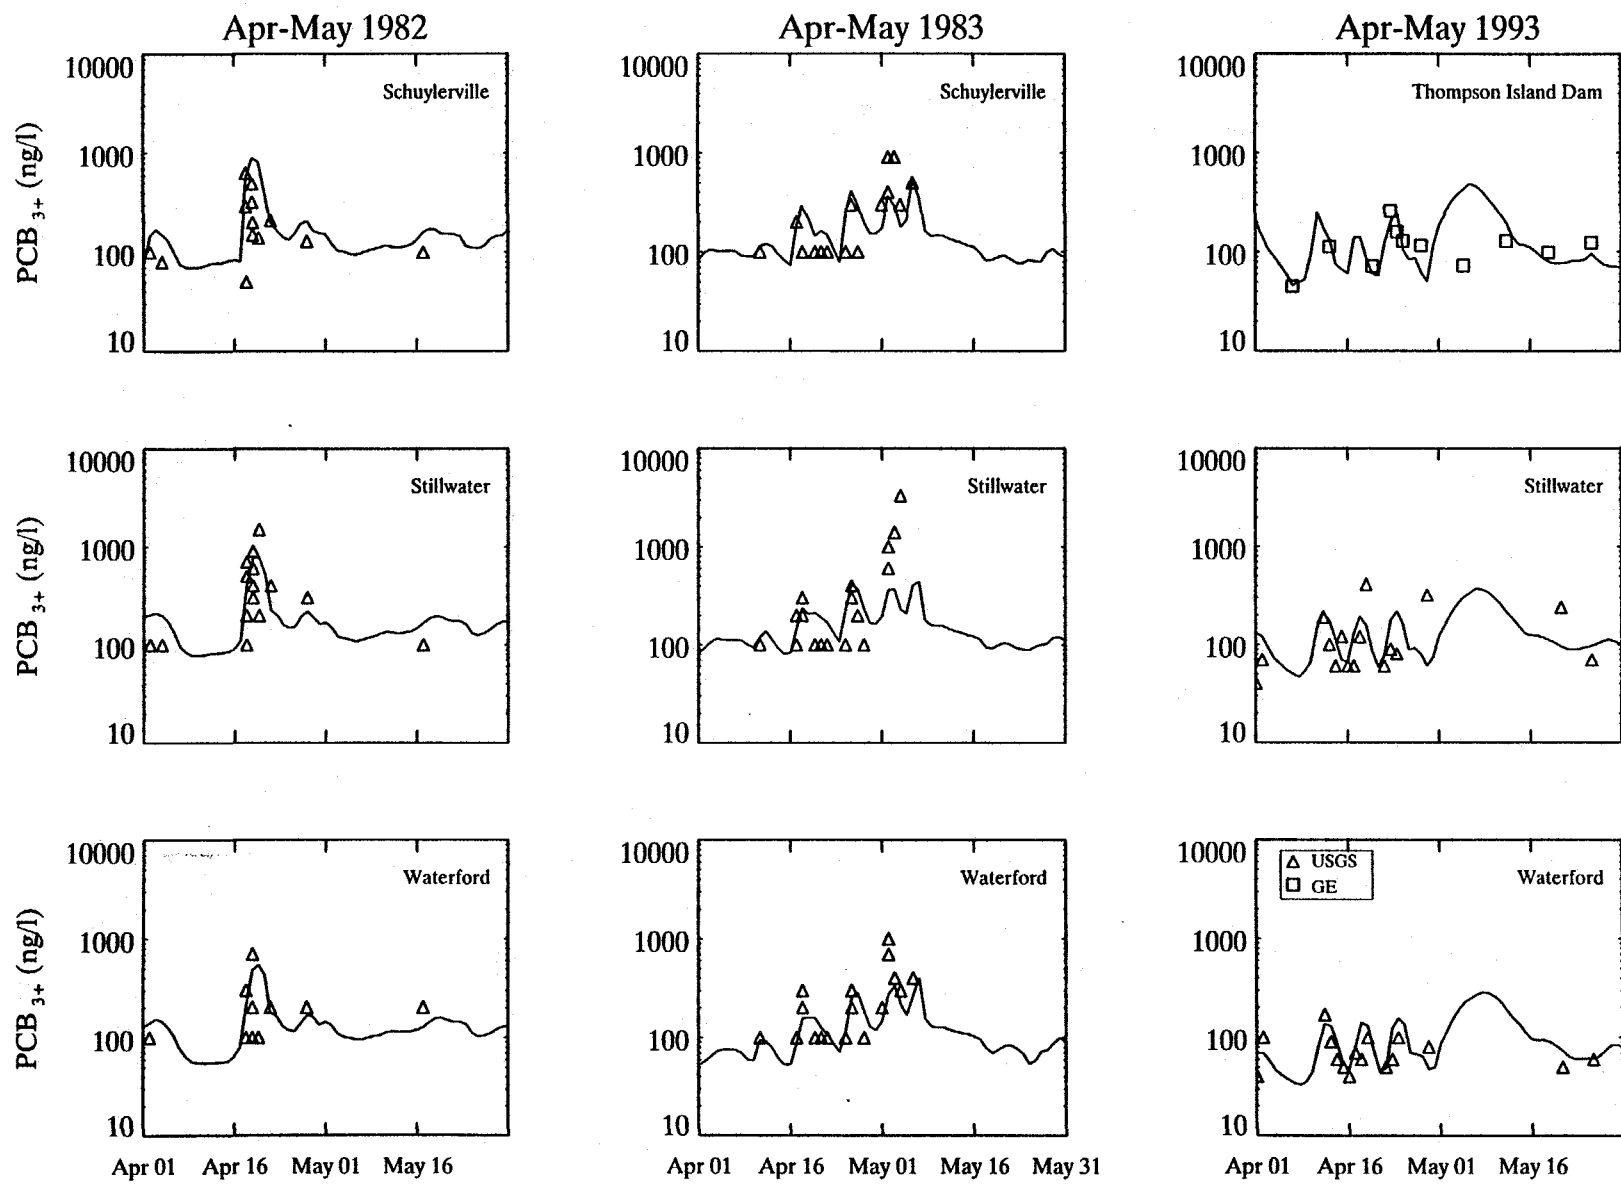 Apr-May 1982 Apr-May 1983 Apr-May 1993
PCB 3+ (ng/l)
10000
1000
100
10
Schuylerville
10000
1000
100
10
Schuylerville
10000
1000
100
10
Thompson Island Dam
PCB 3+ (ng/l)
10000
1000
100
10
Stillwater
10000
1000
100
10
Stillwater
10000
1000
100
10
Stillwater
PCB 3+ (ng/l)
10000
1000
100
10
Waterford
10000
1000
100
10
Waterford
10000
1000
100
10
USGS
GE
Waterford
Apr 01 Apr 16 May 01 May 16
Apr 01 Apr 16 May 01 May 16 May 31
Apr 01 Apr 16 May 01 May 16